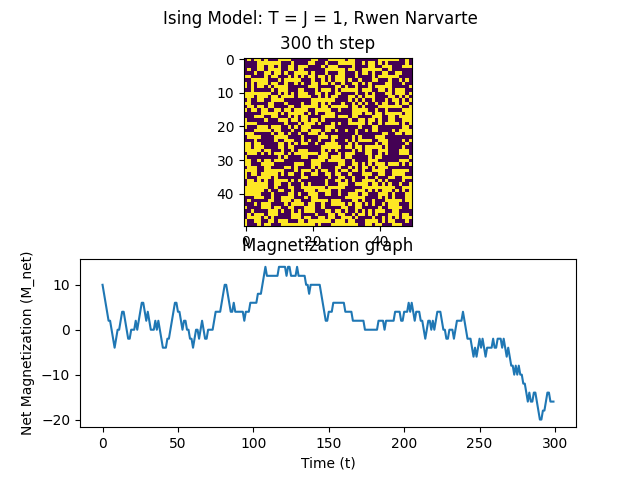 Ising Model: T = J = 1, Rwen Narvarte
300 th step
0
10
20
30
40
0 20 40
Magnetization graph
Net Magnetization (M_net)
10
0
−10
−20
0 50 100 150 200 250 300
Time (t)